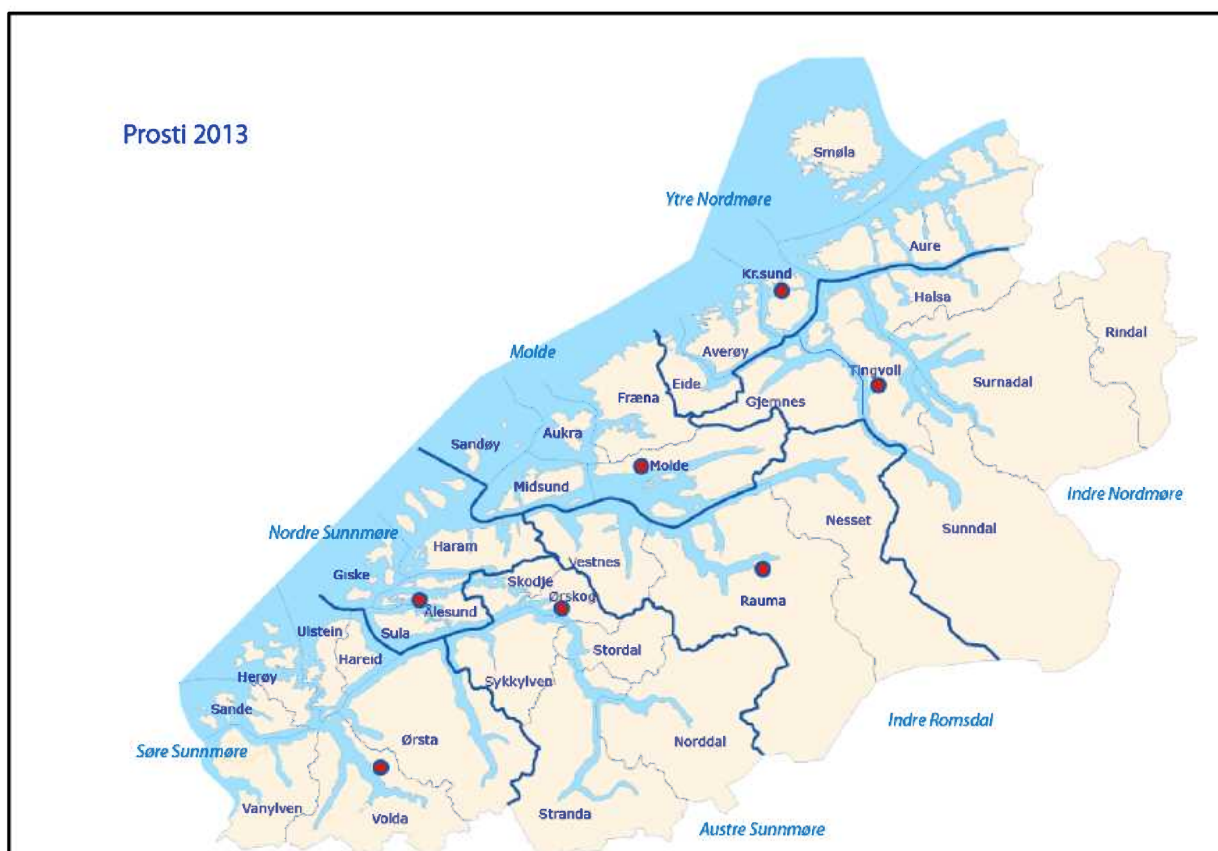 Prosti 2013
Smøla
Ytre Nordmøre
Aure
Kr.sund
Halsa
Rindal
Molde
Averøy
Tingvoll
Eide
Surnadal
Fræna
Gjemnes
Aukra
Sandøy
Molde
Midsund
Indre Nordmøre
Nesset
Nordre Sunnmøre
Sunndal
Haram
Vestnes
Giske
Skodje
Ørskog
Rauma
Ålesund
Ulstein
Sula
Stordal
Hareid
Herøy
Sykkylven
Sande
Indre Romsdal
Ørsta
Norddal
Søre Sunnmøre
Vanylven
Stranda
Volda
Austre Sunnmøre